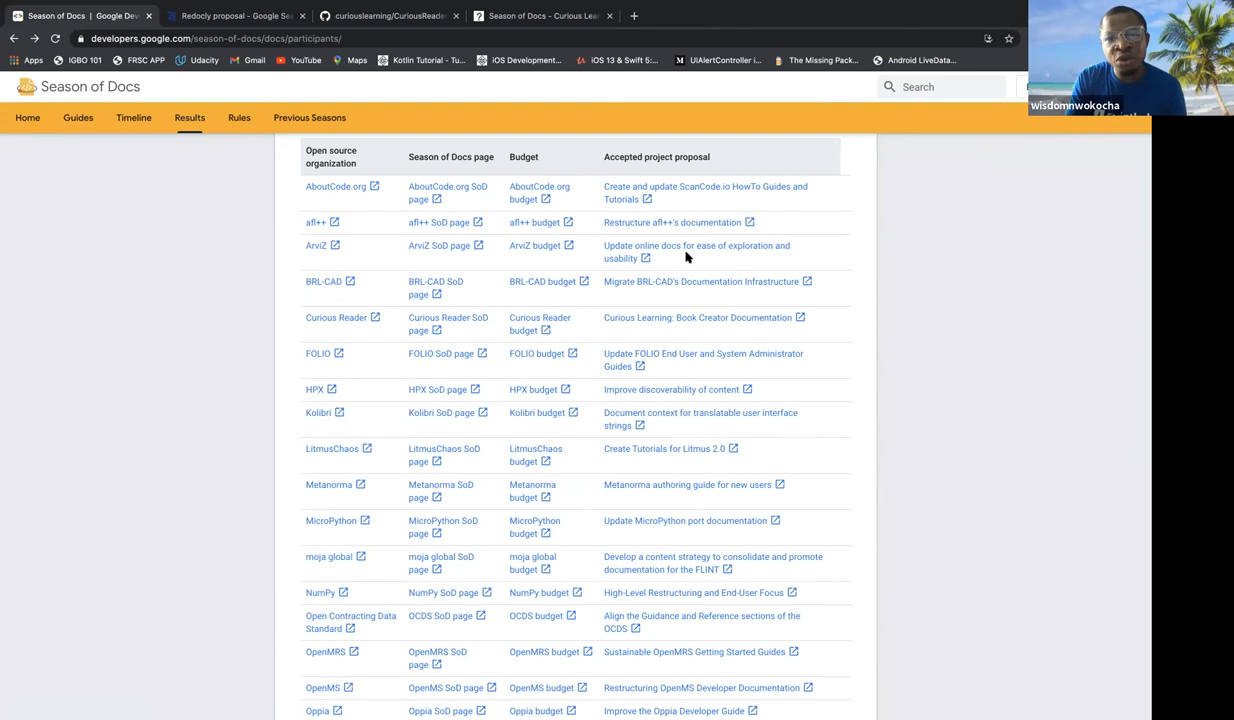 Season of Docs | Google Dev
Redocly proposal - Google Sea
curiouslearning/CuriousReader
Season of Docs - Curious Lear
developers.google.com/season-of-docs/docs/participants/
Apps IGBO 101 FRSC APP Udacity Gmail YouTube Maps Kotlin Tutorial - Tu... iOS Development... iOS 13 & Swift 5:... UIAlertController i... The Missing Pack... Android LiveData...
wisdomnwokocha
Season of Docs
Search
Home Guides Timeline Results Rules Previous Seasons
Open source
organization
Season of Docs page
Budget
Accepted project proposal
AboutCode.org
AboutCode.org SoD
page
AboutCode.org
budget
Create and update ScanCode.io HowTo Guides and
Tutorials
afl++
afl++ SoD page
afl++ budget
Restructure afl++'s documentation
ArviZ
ArviZ SoD page
ArviZ budget
Update online docs for ease of exploration and
usability
BRL-CAD
BRL-CAD SoD
page
BRL-CAD budget
Migrate BRL-CAD's Documentation Infrastructure
Curious Reader
Curious Reader SoD
page
Curious Reader
budget
Curious Learning: Book Creator Documentation
FOLIO
FOLIO SoD page
FOLIO budget
Update FOLIO End User and System Administrator
Guides
HPX
HPX SoD page
HPX budget
Improve discoverability of content
Kolibri
Kolibri SoD page
Kolibri budget
Document context for translatable user interface
strings
LitmusChaos
LitmusChaos SoD
page
LitmusChaos
budget
Create Tutorials for Litmus 2.0
Metanorma
Metanorma SoD
page
Metanorma
budget
Metanorma authoring guide for new users
MicroPython
MicroPython SoD
page
MicroPython
budget
Update MicroPython port documentation
moja global
moja global SoD
page
moja global
budget
Develop a content strategy to consolidate and promote
documentation for the FLINT
NumPy
NumPy SoD page
NumPy budget
High-Level Restructuring and End-User Focus
Open Contracting Data
Standard
OCDS SoD page
OCDS budget
Align the Guidance and Reference sections of the
OCDS
OpenMRS
OpenMRS SoD
page
OpenMRS budget
Sustainable OpenMRS Getting Started Guides
OpenMS
OpenMS SoD page
OpenMS budget
Restructuring OpenMS Developer Documentation
Oppia
Oppia SoD page
Oppia budget
Improve the Oppia Developer Guide